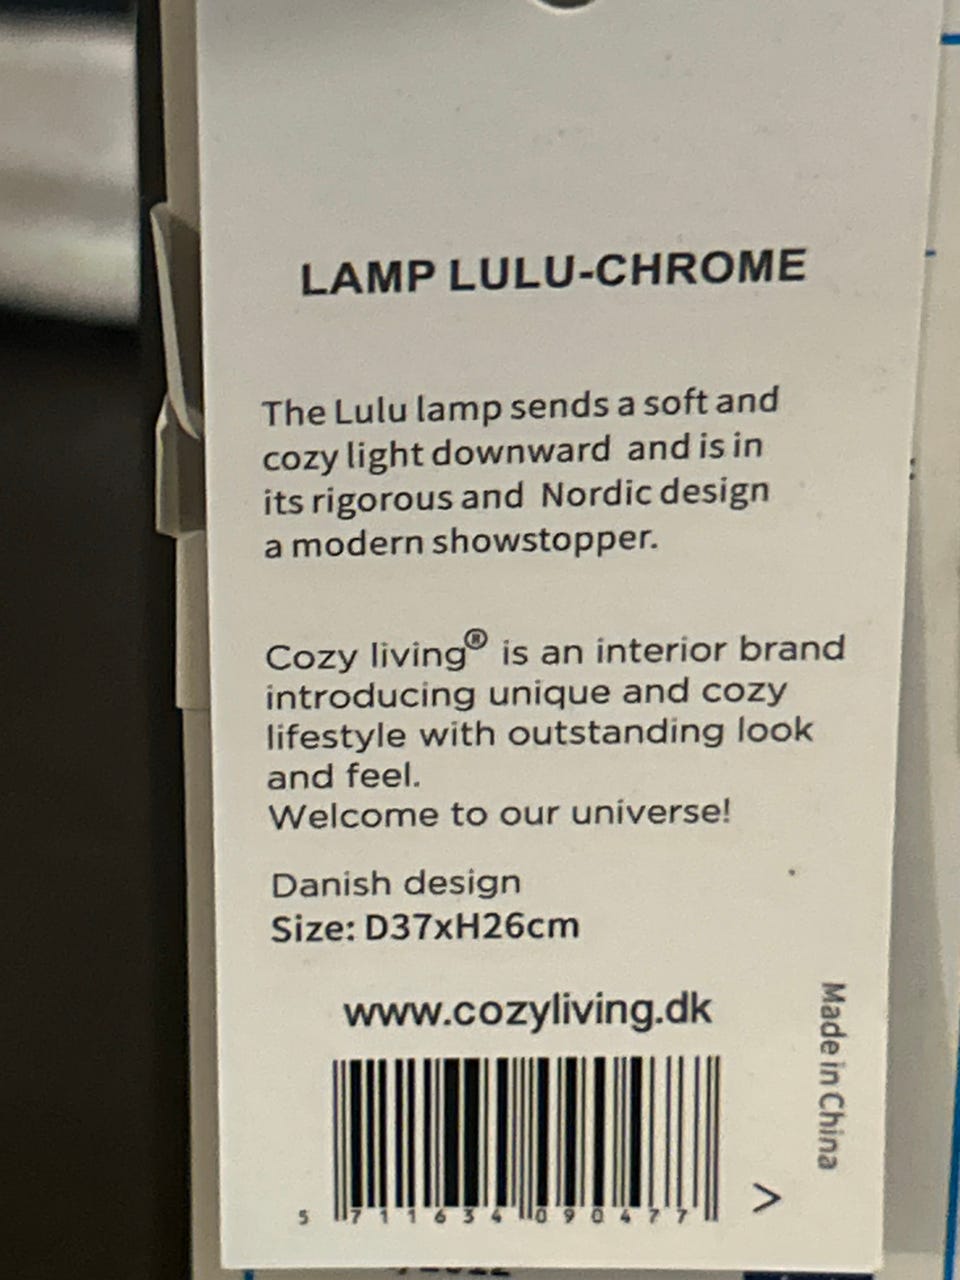 LAMP LULU-CHROME
The Lulu lamp sends a soft and
cozy light downward and is in
its rigorous and Nordic design
a modern showstopper.
Cozy living® is an interior brand
introducing unique and cozy
lifestyle with outstanding look
and feel.
Welcome to our universe!
Danish design
Size: D37xH26cm
www.cozyliving.dk
Made in China
5 711634 090477 >